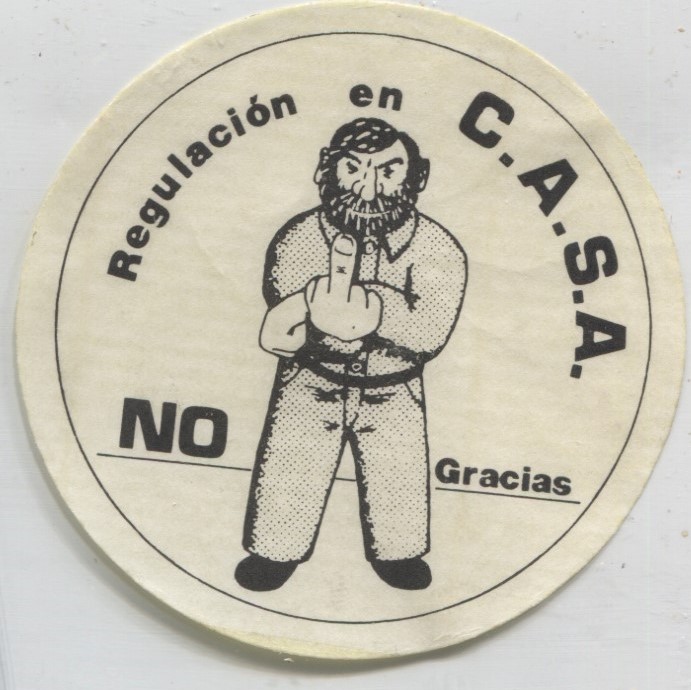 Regulación en C.A.S.A.
NO
Gracias